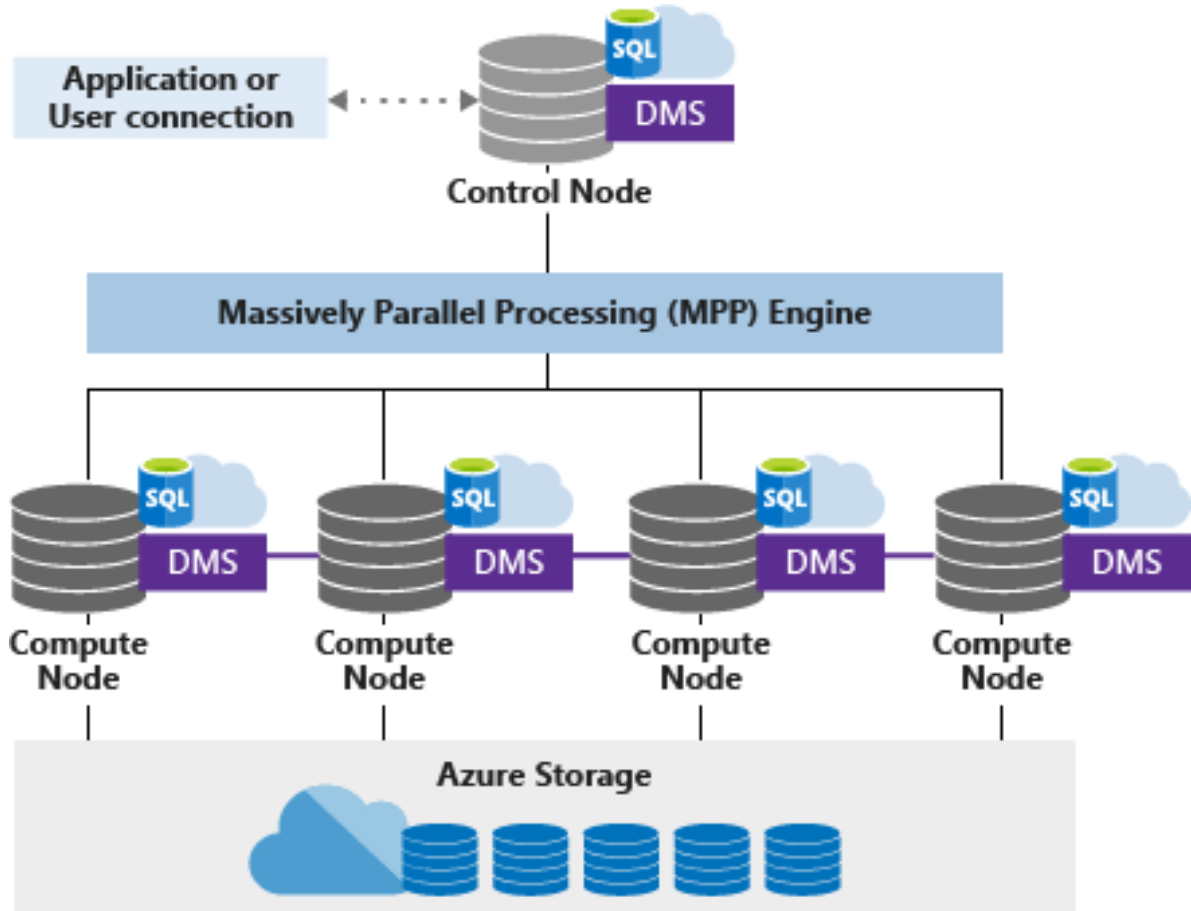 SQL
Application or
User connection
DMS
Control Node
Massively Parallel Processing (MPP) Engine
SQL
SQL
SQL
SQL
DMS
DMS
DMS
DMS
Compute
Node
Compute
Node
Compute
Node
Compute
Node
Azure Storage